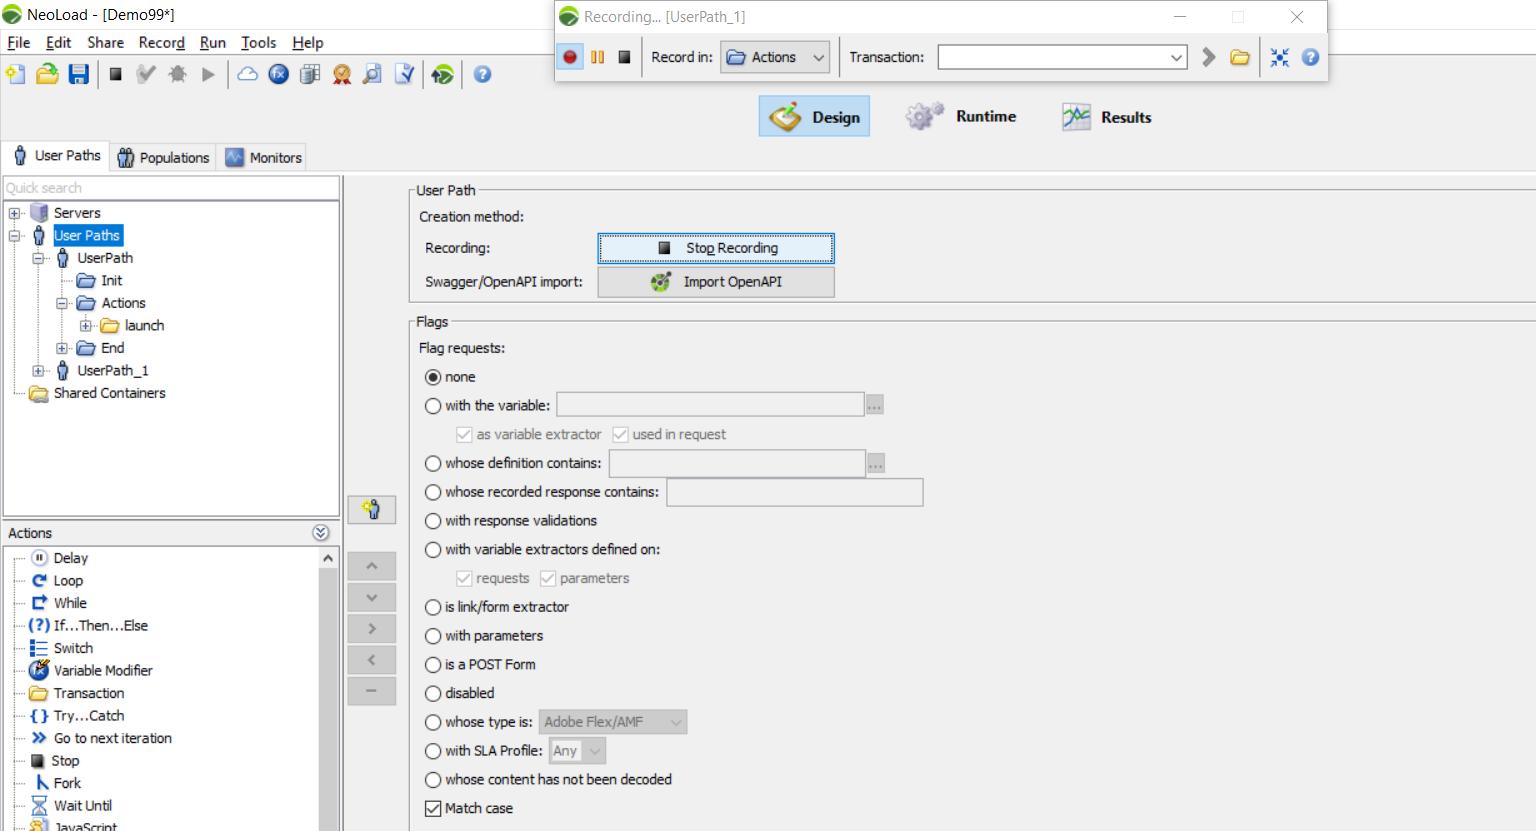 NeoLoad - [Demo99*]
Recording... [UserPath_1]
File Edit Share Record Run Tools Help
Record in: Actions Transaction:
Design Runtime Results
User Paths Populations Monitors
Quick search
Servers
User Paths
UserPath
Init
Actions
launch
End
UserPath_1
Shared Containers
Actions
Delay
Loop
While
If...Then...Else
Switch
Variable Modifier
Transaction
Try...Catch
Go to next iteration
Stop
Fork
Wait Until
JavaScript
User Path
Creation method:
Recording: Stop Recording
Swagger/OpenAPI import: Import OpenAPI
Flags
Flag requests:
none
with the variable: ...
as variable extractor used in request
whose definition contains: ...
whose recorded response contains:
with response validations
with variable extractors defined on:
requests parameters
is link/form extractor
with parameters
is a POST Form
disabled
whose type is: Adobe Flex/AMF
with SLA Profile: Any
whose content has not been decoded
Match case